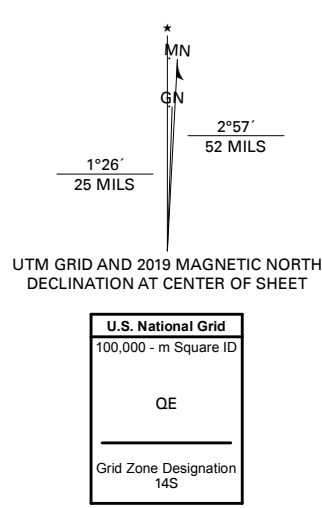 ★
MN
GN
2°57´
52 MILS
1°26´
25 MILS
UTM GRID AND 2019 MAGNETIC NORTH
DECLINATION AT CENTER OF SHEET
U.S. National Grid
100,000 - m Square ID
QE
Grid Zone Designation
14S